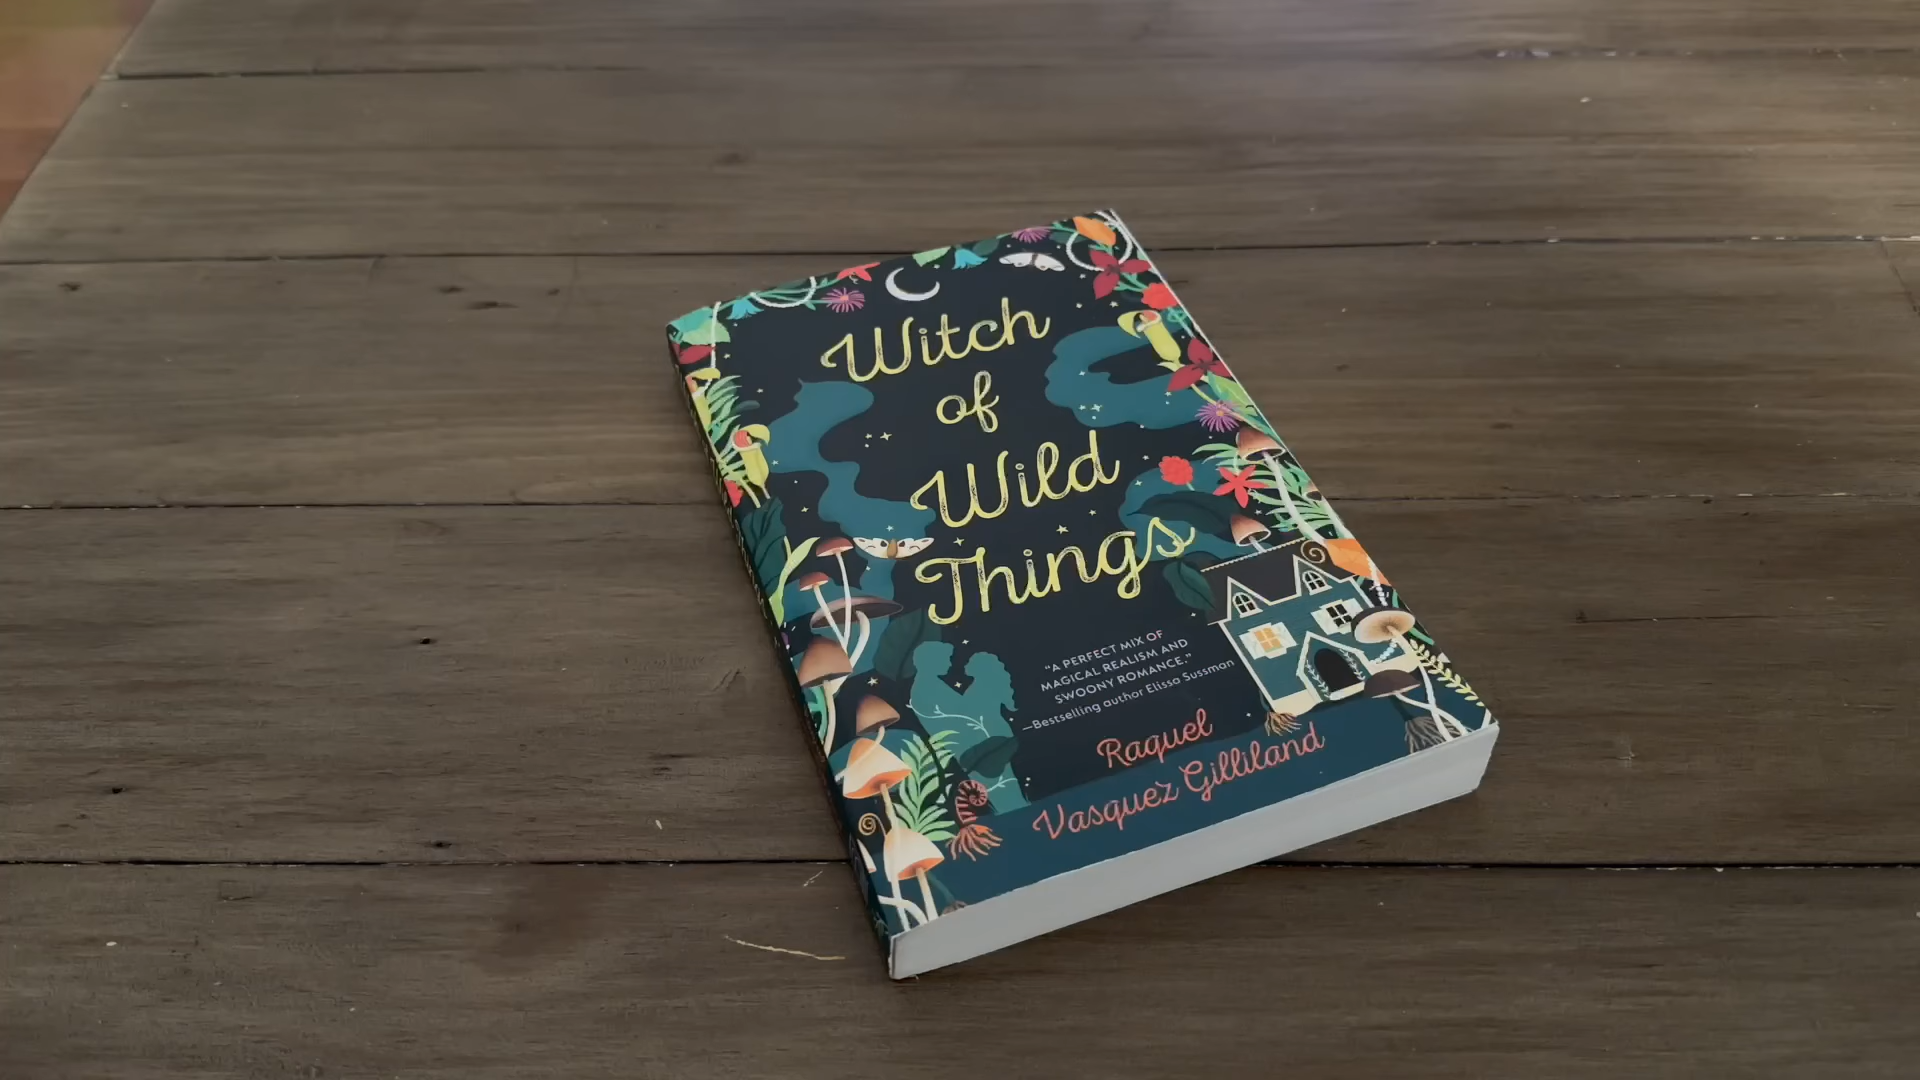 Witch
of
Wild
Things
“A PERFECT MIX OF
MAGICAL REALISM AND
SWOONY ROMANCE.”
—Bestselling author Elissa Sussman
Raquel
Vasquez Gilliland